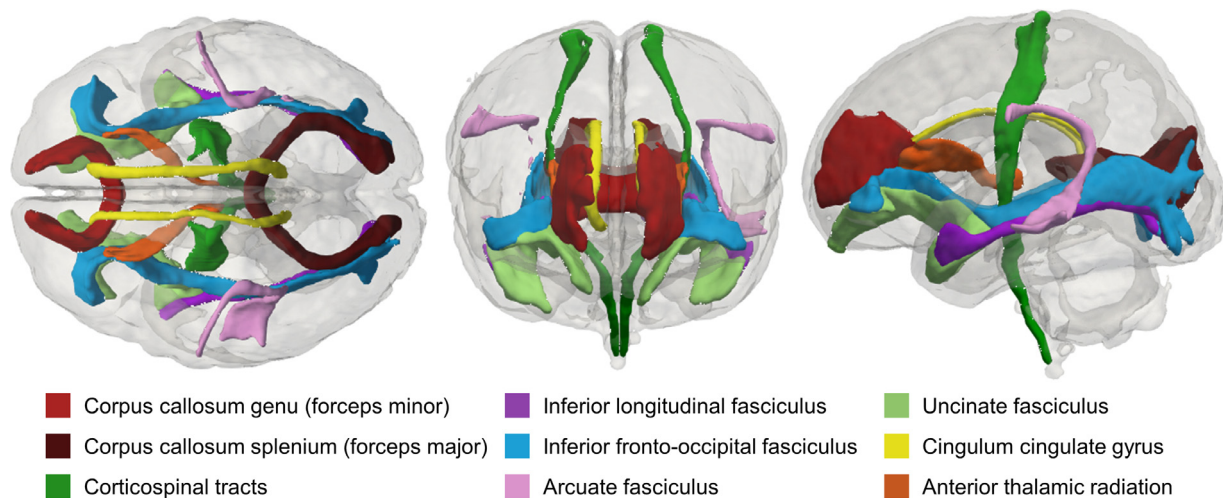 Corpus callosum genu (forceps minor)
Corpus callosum splenium (forceps major)
Corticospinal tracts
Inferior longitudinal fasciculus
Inferior fronto-occipital fasciculus
Arcuate fasciculus
Uncinate fasciculus
Cingulum cingulate gyrus
Anterior thalamic radiation